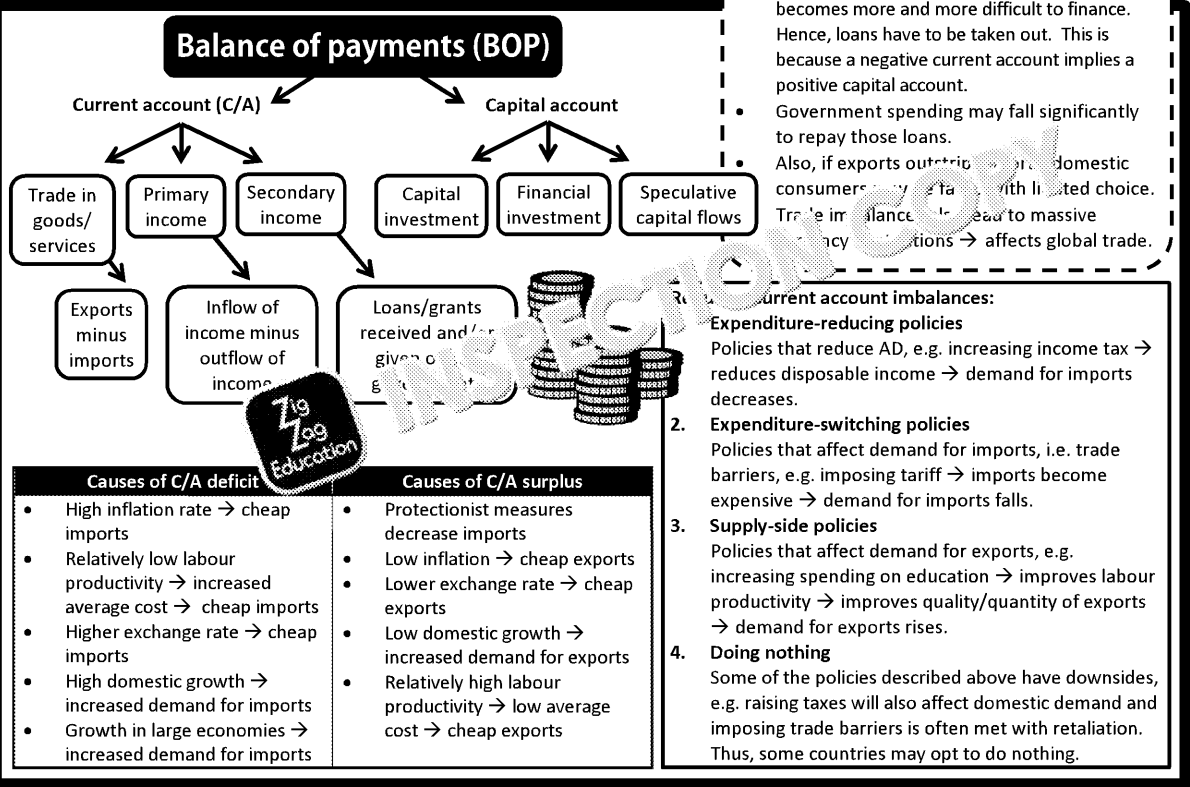 Balance of payments (BOP)
Current account (C/A)
Capital account
Trade in
goods/
services
Primary
income
Secondary
income
Capital
investment
Financial
investment
Speculative
capital flows
Exports
minus
imports
Inflow of
income minus
outflow of
income
Loans/grants
received and/or
Zig
Zag
Education
INSPECTION COPY
Causes of C/A deficit
• High inflation rate → cheap
imports
• Relatively low labour
productivity → increased
average cost → cheap imports
• Higher exchange rate → cheap
imports
• High domestic growth →
increased demand for imports
• Growth in large economies →
increased demand for imports
Causes of C/A surplus
• Protectionist measures
decrease imports
• Low inflation → cheap exports
• Lower exchange rate → cheap
exports
• Low domestic growth →
increased demand for exports
• Relatively high labour
productivity → low average
cost → cheap exports
becomes more and more difficult to finance.
Hence, loans have to be taken out. This is
because a negative current account implies a
positive capital account.
• Government spending may fall significantly
to repay those loans.
• Also, if exports domestic
consumers with limited choice.
Trade to massive
→ affects global trade.
current account imbalances:
Expenditure-reducing policies
Policies that reduce AD, e.g. increasing income tax →
reduces disposable income → demand for imports
decreases.
2. Expenditure-switching policies
Policies that affect demand for imports, i.e. trade
barriers, e.g. imposing tariff → imports become
expensive → demand for imports falls.
3. Supply-side policies
Policies that affect demand for exports, e.g.
increasing spending on education → improves labour
productivity → improves quality/quantity of exports
→ demand for exports rises.
4. Doing nothing
Some of the policies described above have downsides,
e.g. raising taxes will also affect domestic demand and
imposing trade barriers is often met with retaliation.
Thus, some countries may opt to do nothing.